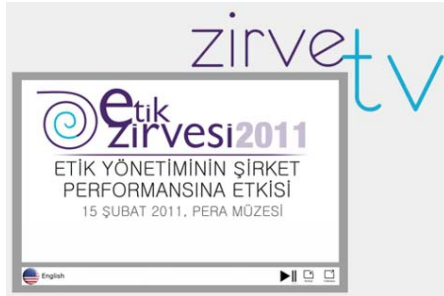 zirve tv
etik
zirvesi2011
ETİK YÖNETİMİNİN ŞİRKET
PERFORMANSINA ETKİSİ
15 ŞUBAT 2011, PERA MÜZESİ
English